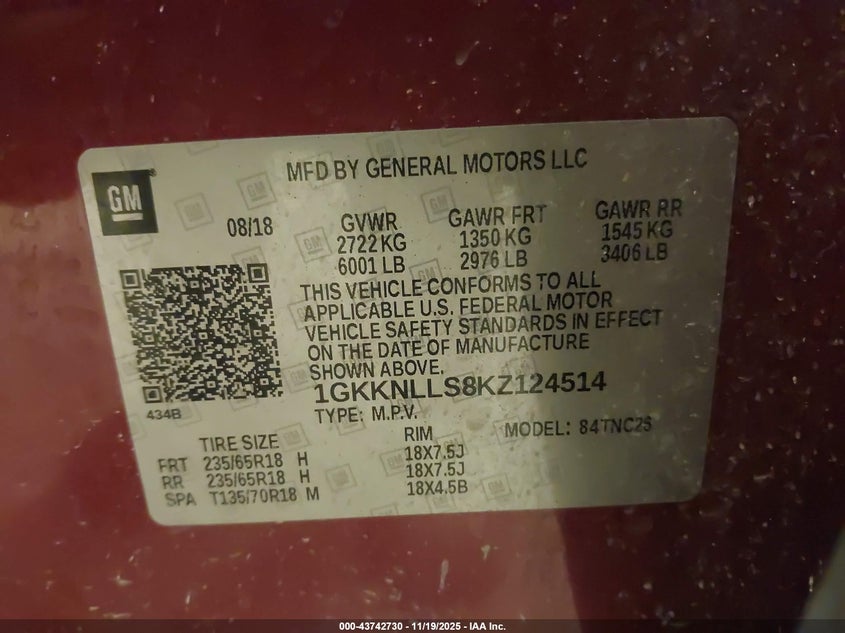 GM
MFD BY GENERAL MOTORS LLC
08/18
GVWR
2722 KG
6001 LB
GAWR FRT
1350 KG
2976 LB
GAWR RR
1545 KG
3406 LB
THIS VEHICLE CONFORMS TO ALL
APPLICABLE U.S. FEDERAL MOTOR
VEHICLE SAFETY STANDARDS IN EFFECT
ON THE DATE OF MANUFACTURE
SHOWN ABOVE.
1GKKNLLS8KZ124514
434B
TYPE: M.P.V.
MODEL: 84TNC26
TIRE SIZE RIM
FRT 235/65R18 H 18X7.5J
RR 235/65R18 H 18X7.5J
SPA T135/70R18 M 18X4.5B
000-43742730 - 11/19/2025 - IAA Inc.